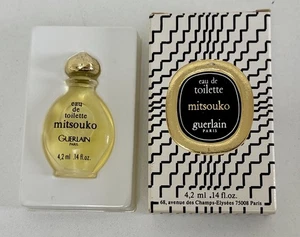 eau de
toilette
mitsouko
GUERLAIN
PARIS
4,2 ml .14 fl.oz.
eau de
toilette
mitsouko
guerlain
PARIS
4,2 ml .14 fl.oz
68, avenue des Champs-Elysées 75008 Paris